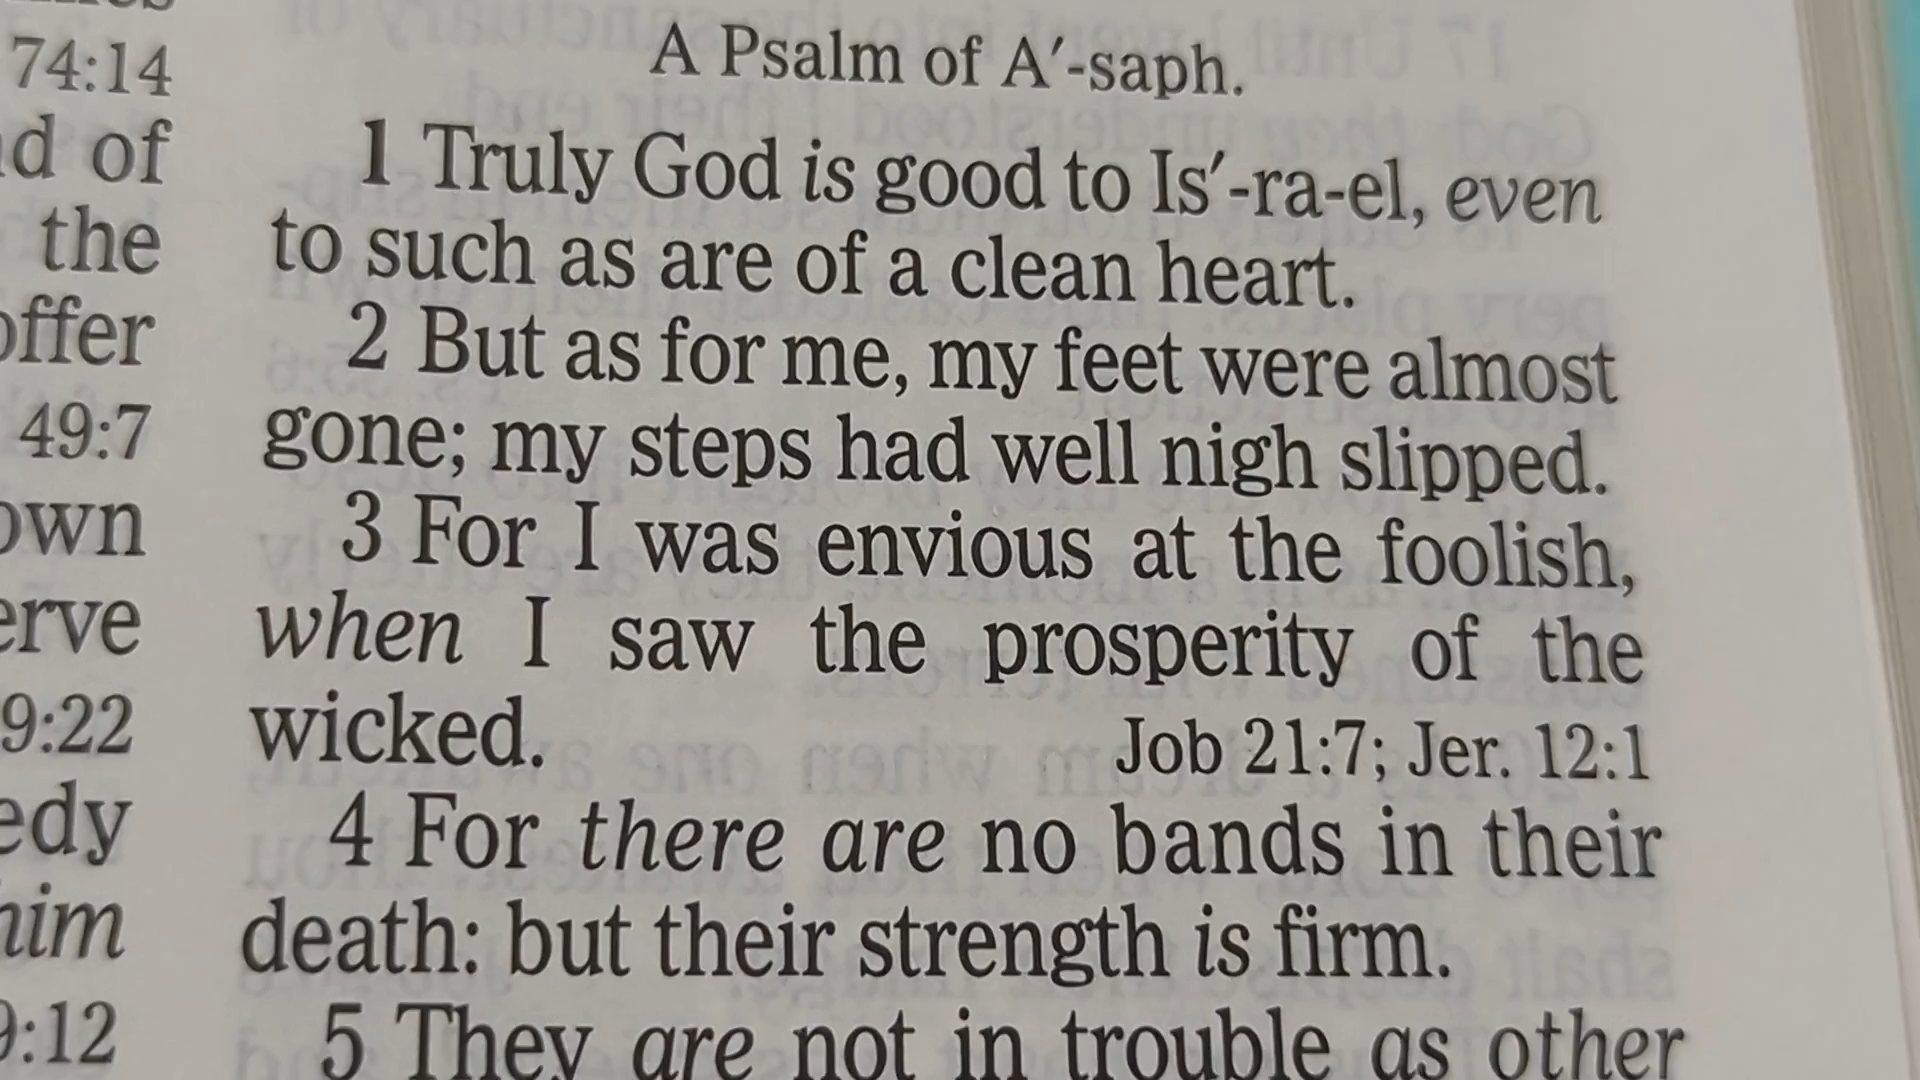 74:14
of
the
offer
49:7
own
9:22
him
9:12
A Psalm of A′-saph.
1 Truly God is good to Is′-ra-el, even
to such as are of a clean heart.
2 But as for me, my feet were almost
gone; my steps had well nigh slipped.
3 For I was envious at the foolish,
when I saw the prosperity of the
wicked. Job 21:7; Jer. 12:1
4 For there are no bands in their
death: but their strength is firm.
5 They are not in trouble as other